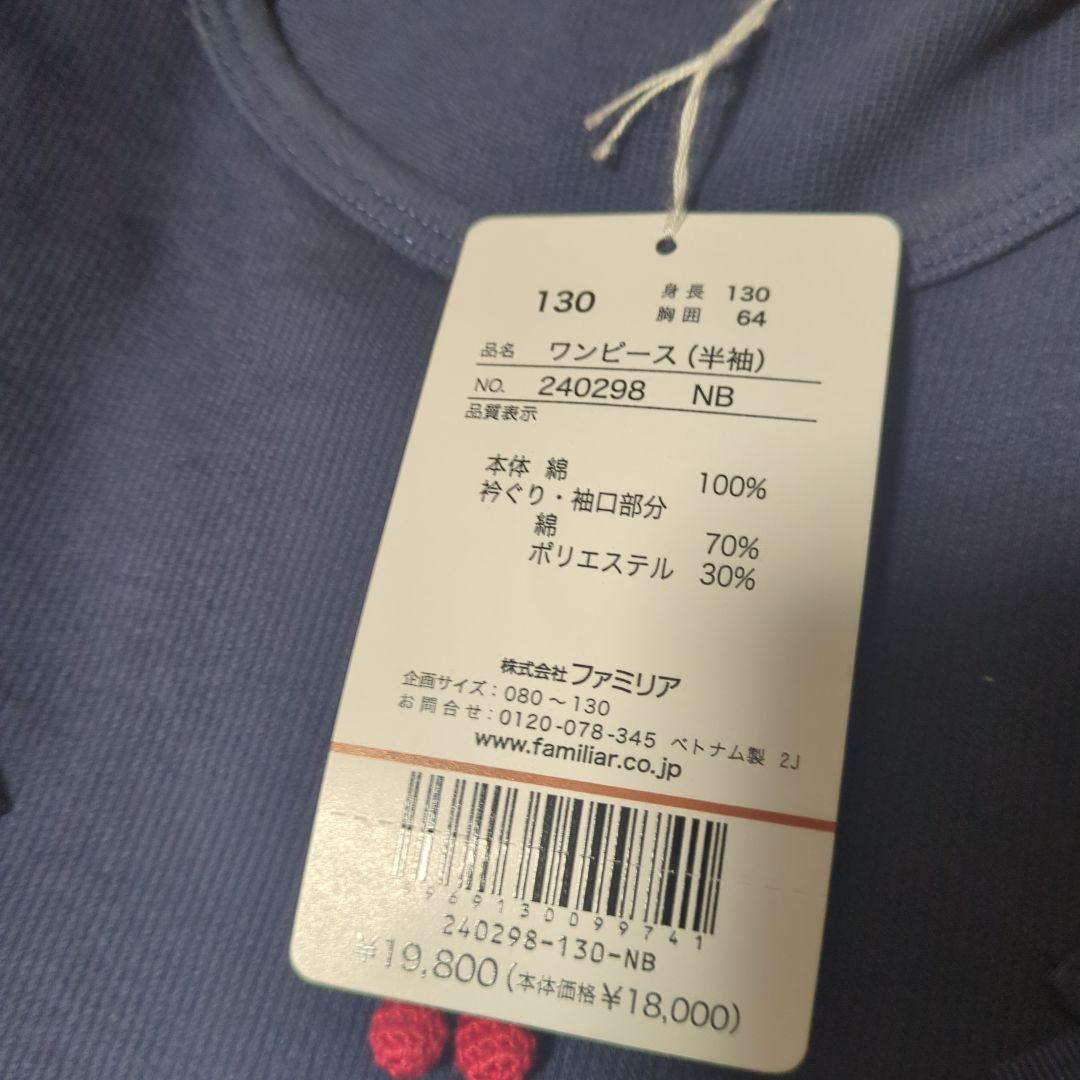 130
身長 130
胸囲 64
品名 ワンピース(半袖)
NO. 240298 NB
品質表示
本体 綿 100%
衿ぐり・袖口部分
綿 70%
ポリエステル 30%
株式会社ファミリア
企画サイズ:080〜130
お問合せ:0120-078-345 ベトナム製 2J
www.familiar.co.jp
2969130099741
240298-130-NB
¥19,800(本体価格¥18,000)